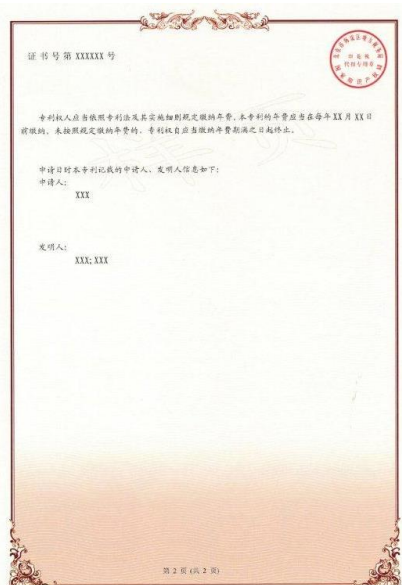 证书号第 XXXXXX 号
专利权人应当依照专利法及其实施细则规定缴纳年费。本专利的年费应当在每年 XX 月 XX 日
前缴纳。未按照规定缴纳年费的，专利权自应当缴纳年费期满之日起终止。
申请日时本专利记载的申请人、发明人信息如下：
申请人：
XXX
发明人：
XXX; XXX
第 2 页 (共 2 页)